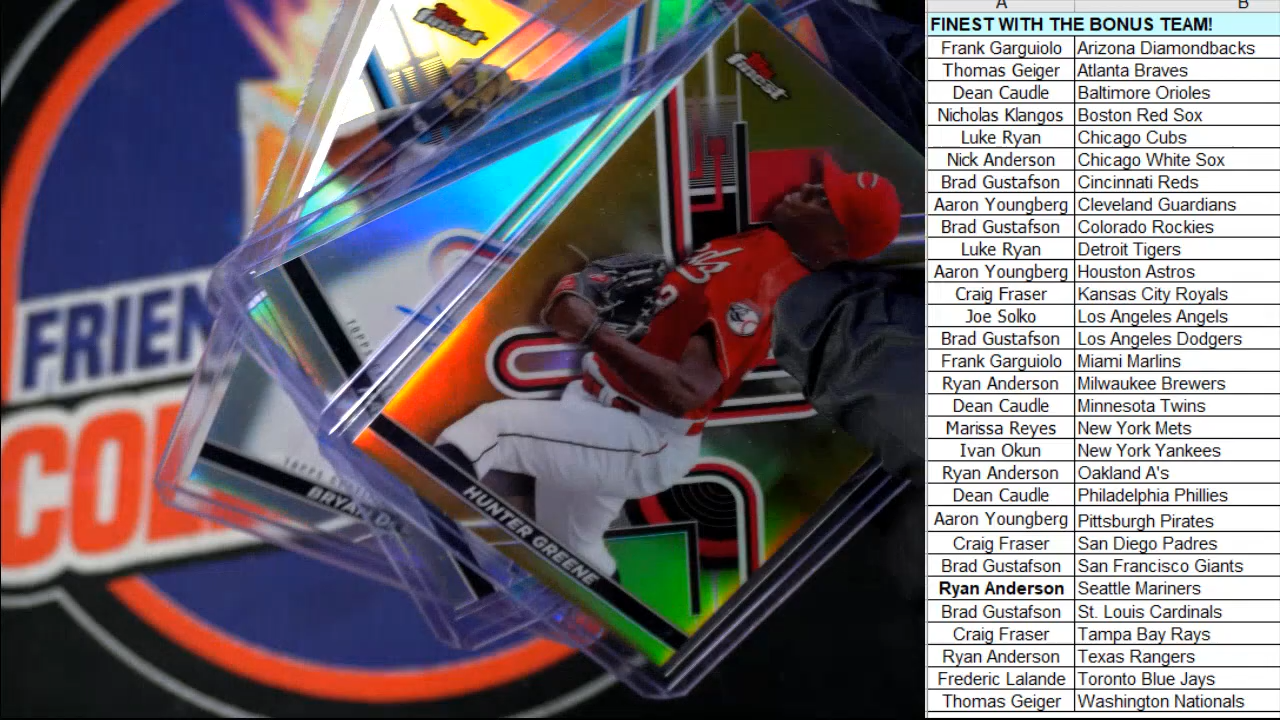 A B
FINEST WITH THE BONUS TEAM!
Frank Garguiolo Arizona Diamondbacks
Thomas Geiger Atlanta Braves
Dean Caudle Baltimore Orioles
Nicholas Klangos Boston Red Sox
Luke Ryan Chicago Cubs
Nick Anderson Chicago White Sox
Brad Gustafson Cincinnati Reds
Aaron Youngberg Cleveland Guardians
Brad Gustafson Colorado Rockies
Luke Ryan Detroit Tigers
Aaron Youngberg Houston Astros
Craig Fraser Kansas City Royals
Joe Solko Los Angeles Angels
Brad Gustafson Los Angeles Dodgers
Frank Garguiolo Miami Marlins
Ryan Anderson Milwaukee Brewers
Dean Caudle Minnesota Twins
Marissa Reyes New York Mets
Ivan Okun New York Yankees
Ryan Anderson Oakland A's
Dean Caudle Philadelphia Phillies
Aaron Youngberg Pittsburgh Pirates
Craig Fraser San Diego Padres
Brad Gustafson San Francisco Giants
Ryan Anderson Seattle Mariners
Brad Gustafson St. Louis Cardinals
Craig Fraser Tampa Bay Rays
Ryan Anderson Texas Rangers
Frederic Lalande Toronto Blue Jays
Thomas Geiger Washington Nationals
Topps
finest
Topps
finest
FRIEN
COL
TOPPS
BRYAN D
HUNTER GREENE